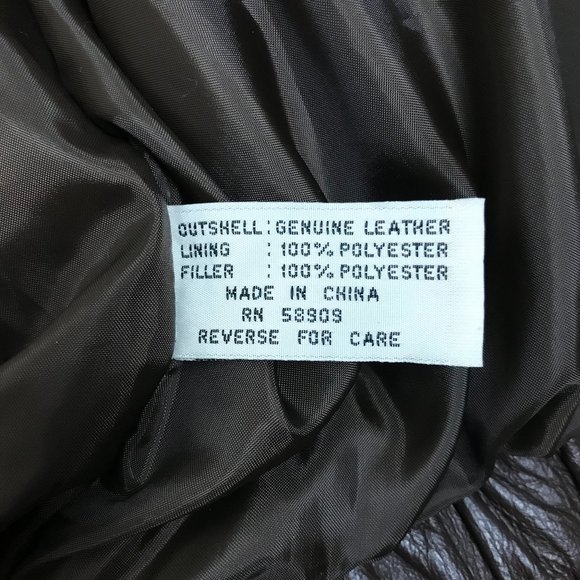 OUTSHELL: GENUINE LEATHER
LINING : 100% POLYESTER
FILLER : 100% POLYESTER
MADE IN CHINA
RN 58909
REVERSE FOR CARE